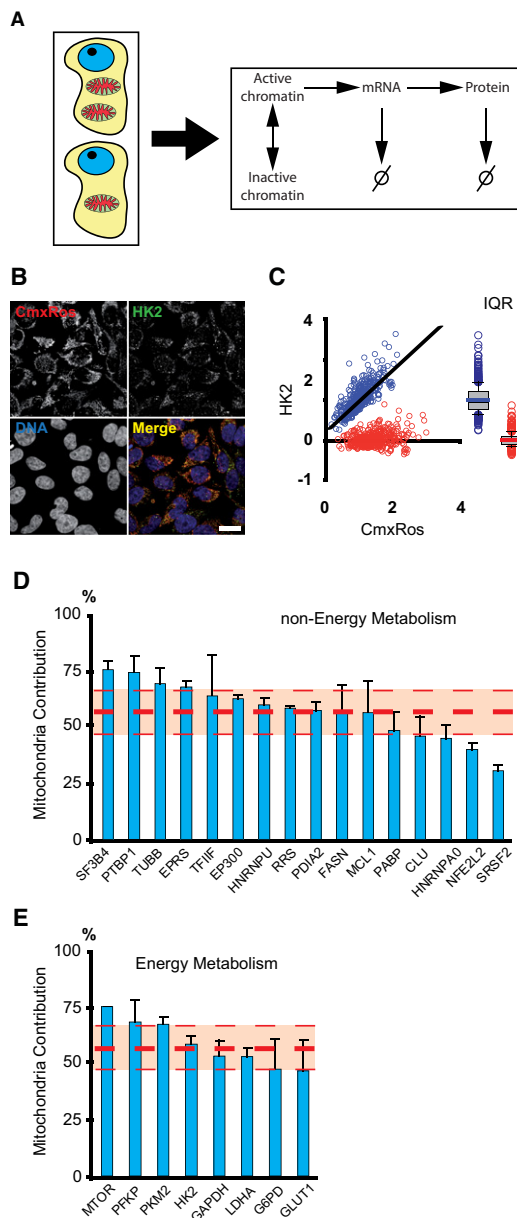 A
Active chromatin
mRNA
Protein
Inactive chromatin
B
CmxRos
HK2
DNA
Merge
C
IQR
HK2
4
2
0
-1
0
2
4
CmxRos
D
%
non-Energy Metabolism
Mitochondria Contribution
100
75
50
25
0
SF3B4
PTBP1
TUBB
EPRS
TFIIF
EP300
HNRNPU
RRS
PDIA2
FASN
MCL1
PABP
CLU
HNRNPA0
NFE2L2
SRSF2
E
%
Energy Metabolism
Mitochondria Contribution
100
75
50
25
0
MTOR
PFKP
PKM2
HK2
GAPDH
LDHA
G6PD
GLUT1